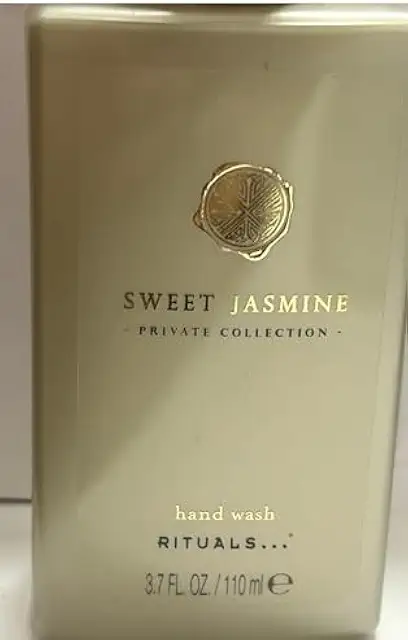 SWEET JASMINE
- PRIVATE COLLECTION -
hand wash
RITUALS...®
3.7 FL. OZ. / 110 ml ℮